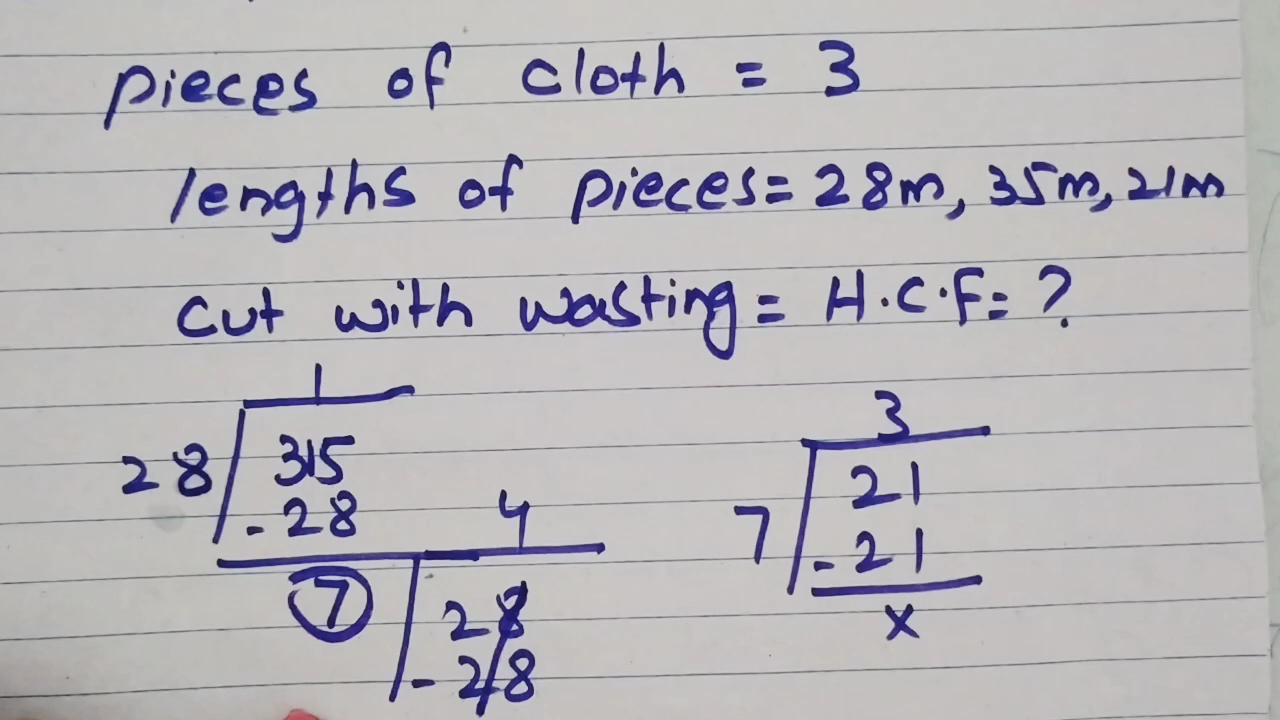 pieces of cloth = 3
lengths of pieces= 28m, 35m, 21m
cut with wasting = H.C.F= ?
1
28 35
- 28
7 4
28
- 28
3
7 21
- 21
x